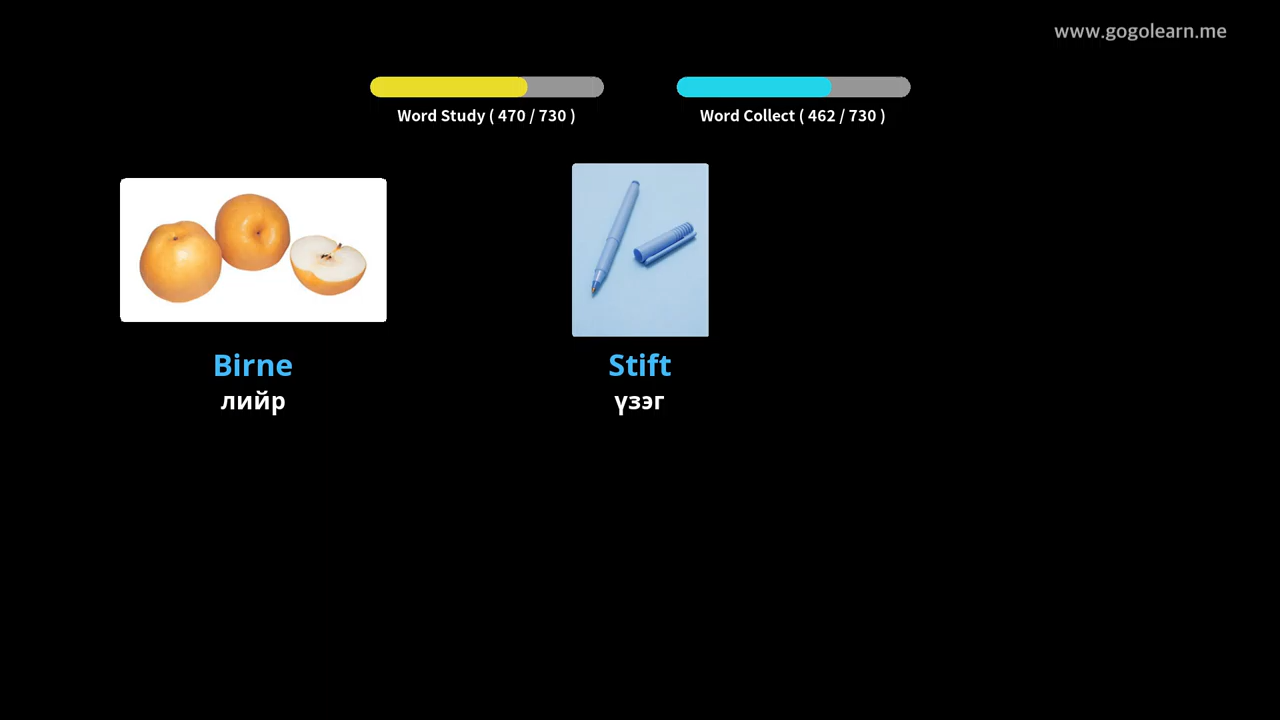 www.gogolearn.me
Word Study ( 470 / 730 )
Word Collect ( 462 / 730 )
Birne
лийр
Stift
үзэг